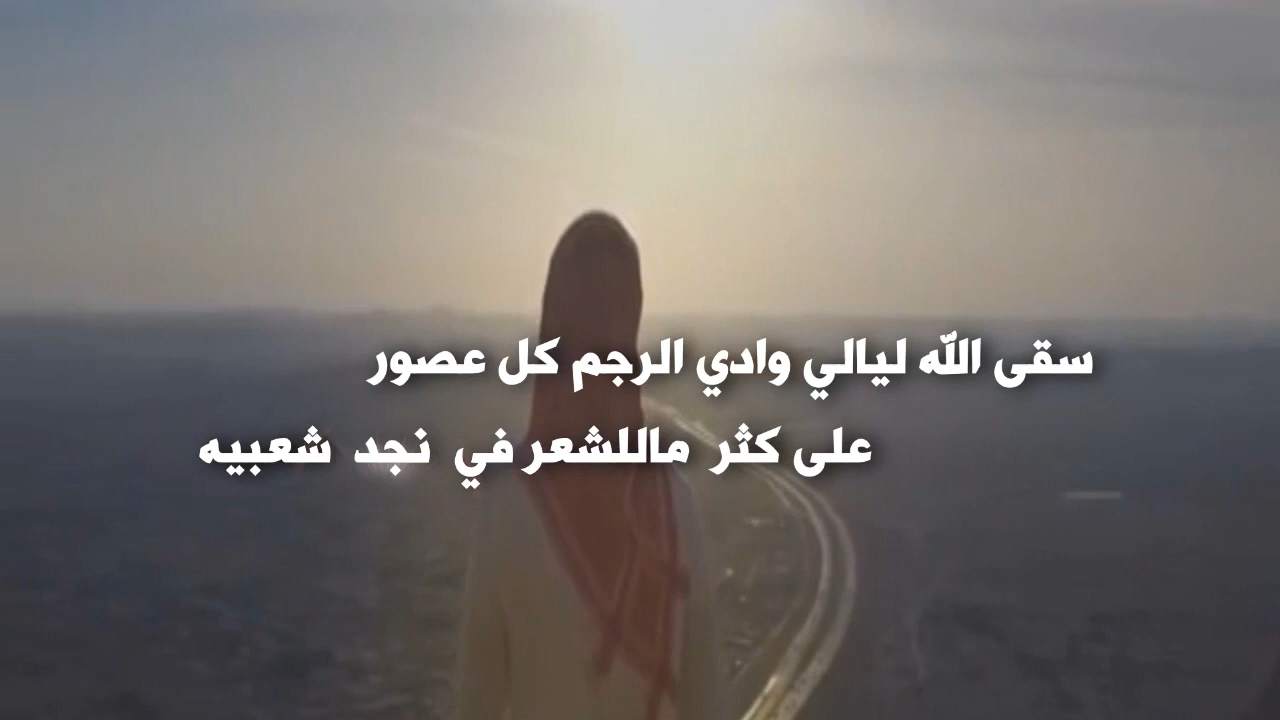 سقى الله ليالي وادي الرجم كل عصور
على كثر ماللشعر في نجد شعبيه